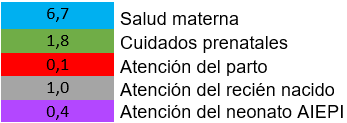 6,7 Salud materna
1,8 Cuidados prenatales
0,1 Atención del parto
1,0 Atención del recién nacido
0,4 Atención del neonato AIEPI